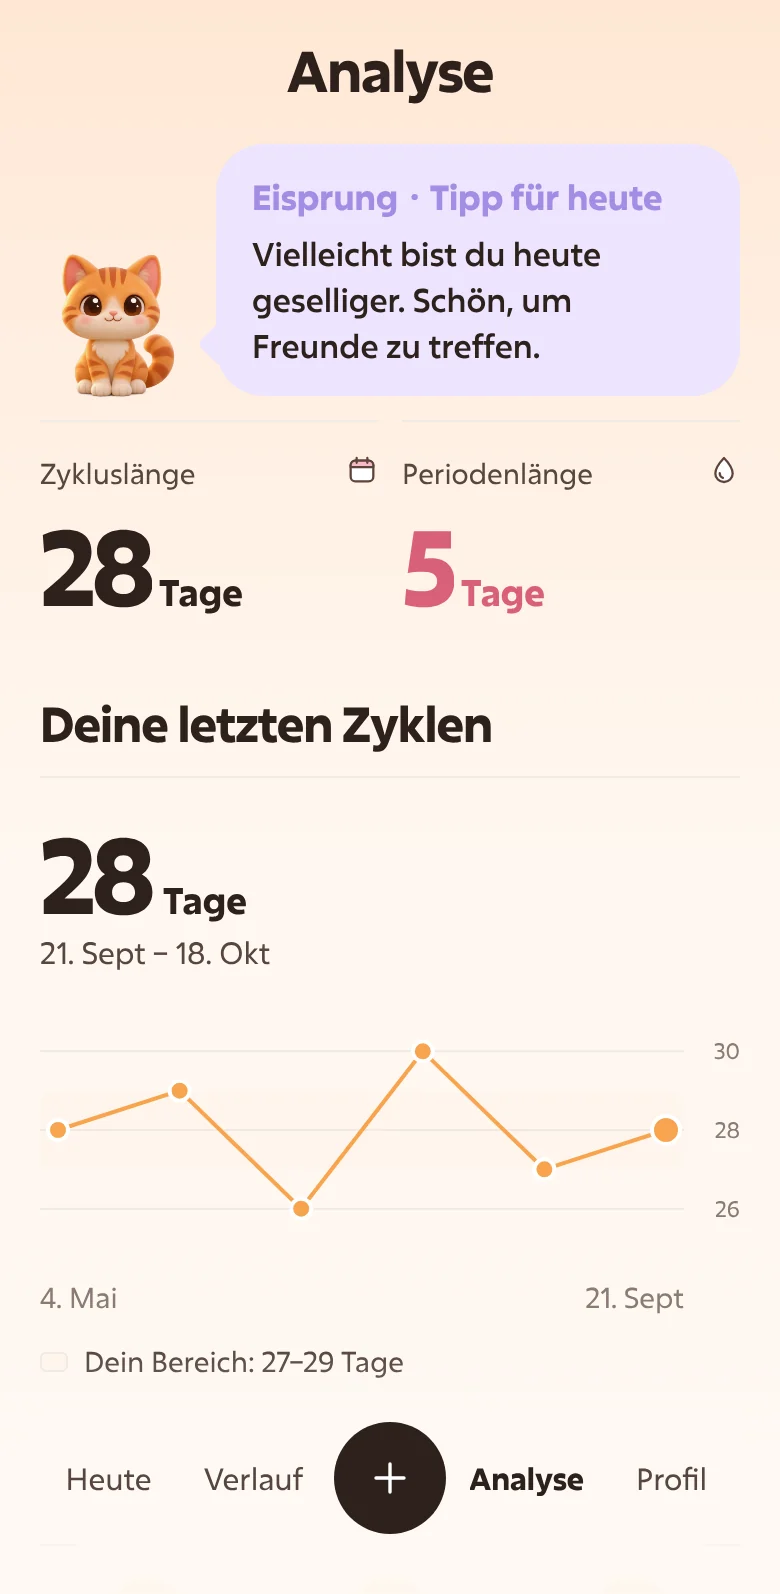 Analyse
Eisprung · Tipp für heute
Vielleicht bist du heute
geselliger. Schön, um
Freunde zu treffen.
Zykluslänge
Periodenlänge
28 Tage
5 Tage
Deine letzten Zyklen
28 Tage
21. Sept – 18. Okt
30
28
26
4. Mai
21. Sept
Dein Bereich: 27–29 Tage
Heute
Verlauf
Analyse
Profil